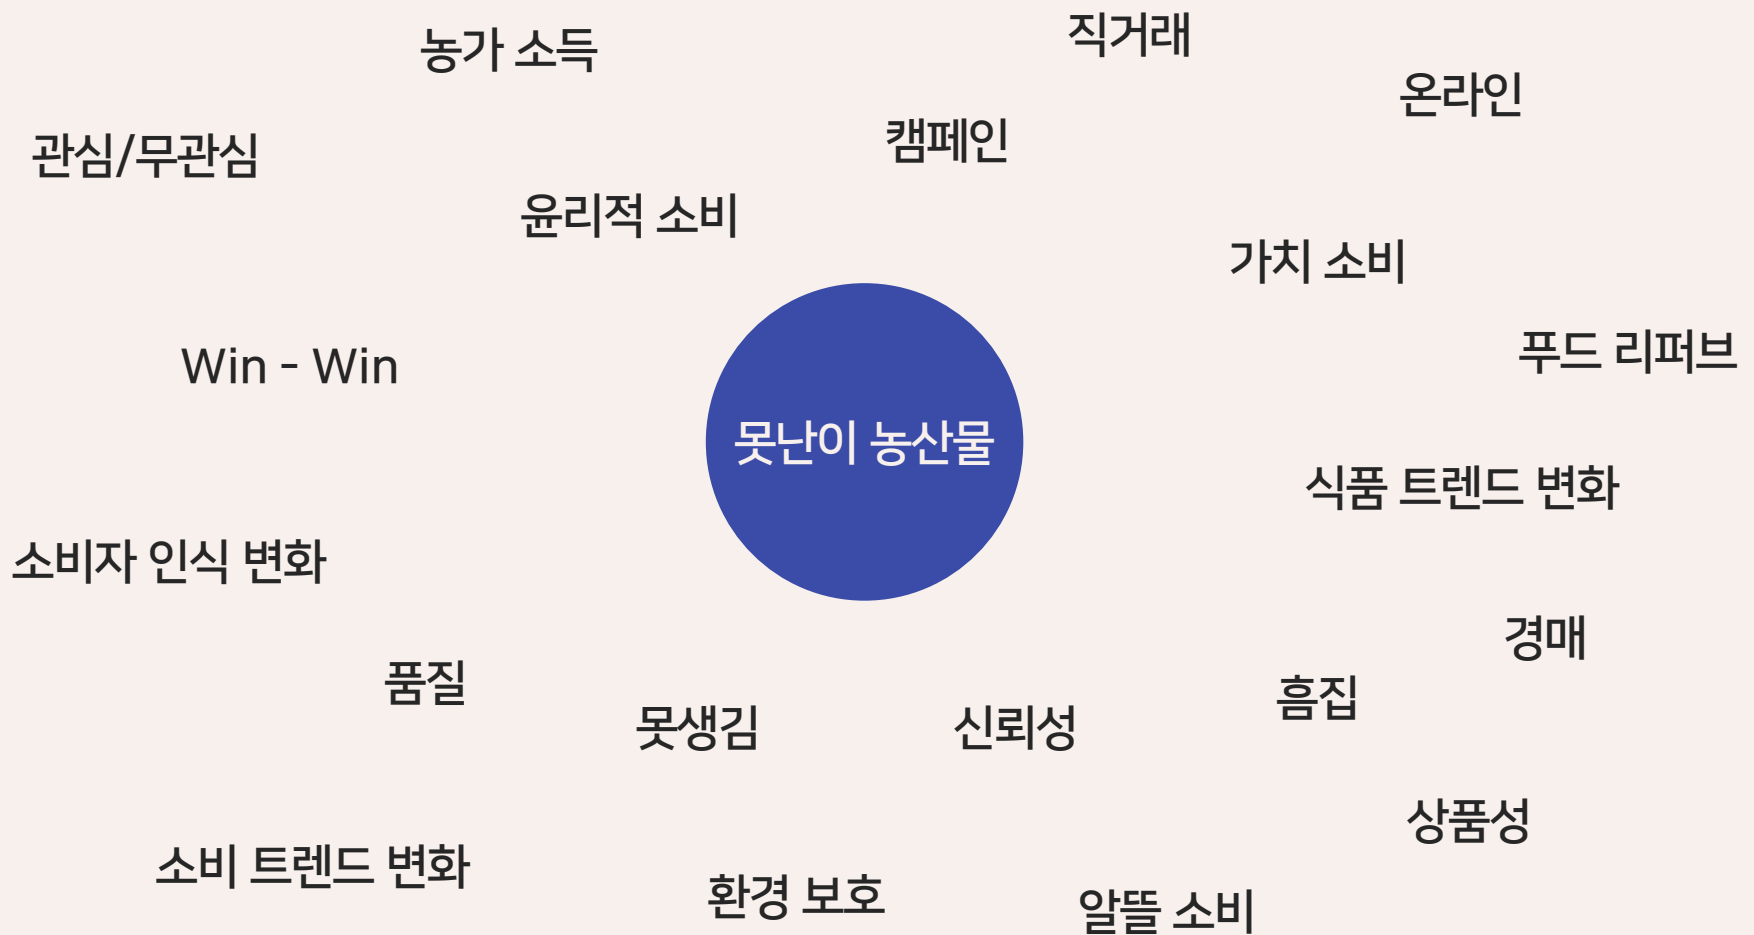 직거래
농가 소득
온라인
캠페인
관심/무관심
윤리적 소비
가치 소비
푸드 리퍼브
Win - Win
못난이 농산물
식품 트렌드 변화
소비자 인식 변화
경매
품질
흠집
못생김
신뢰성
상품성
소비 트렌드 변화
환경 보호
알뜰 소비